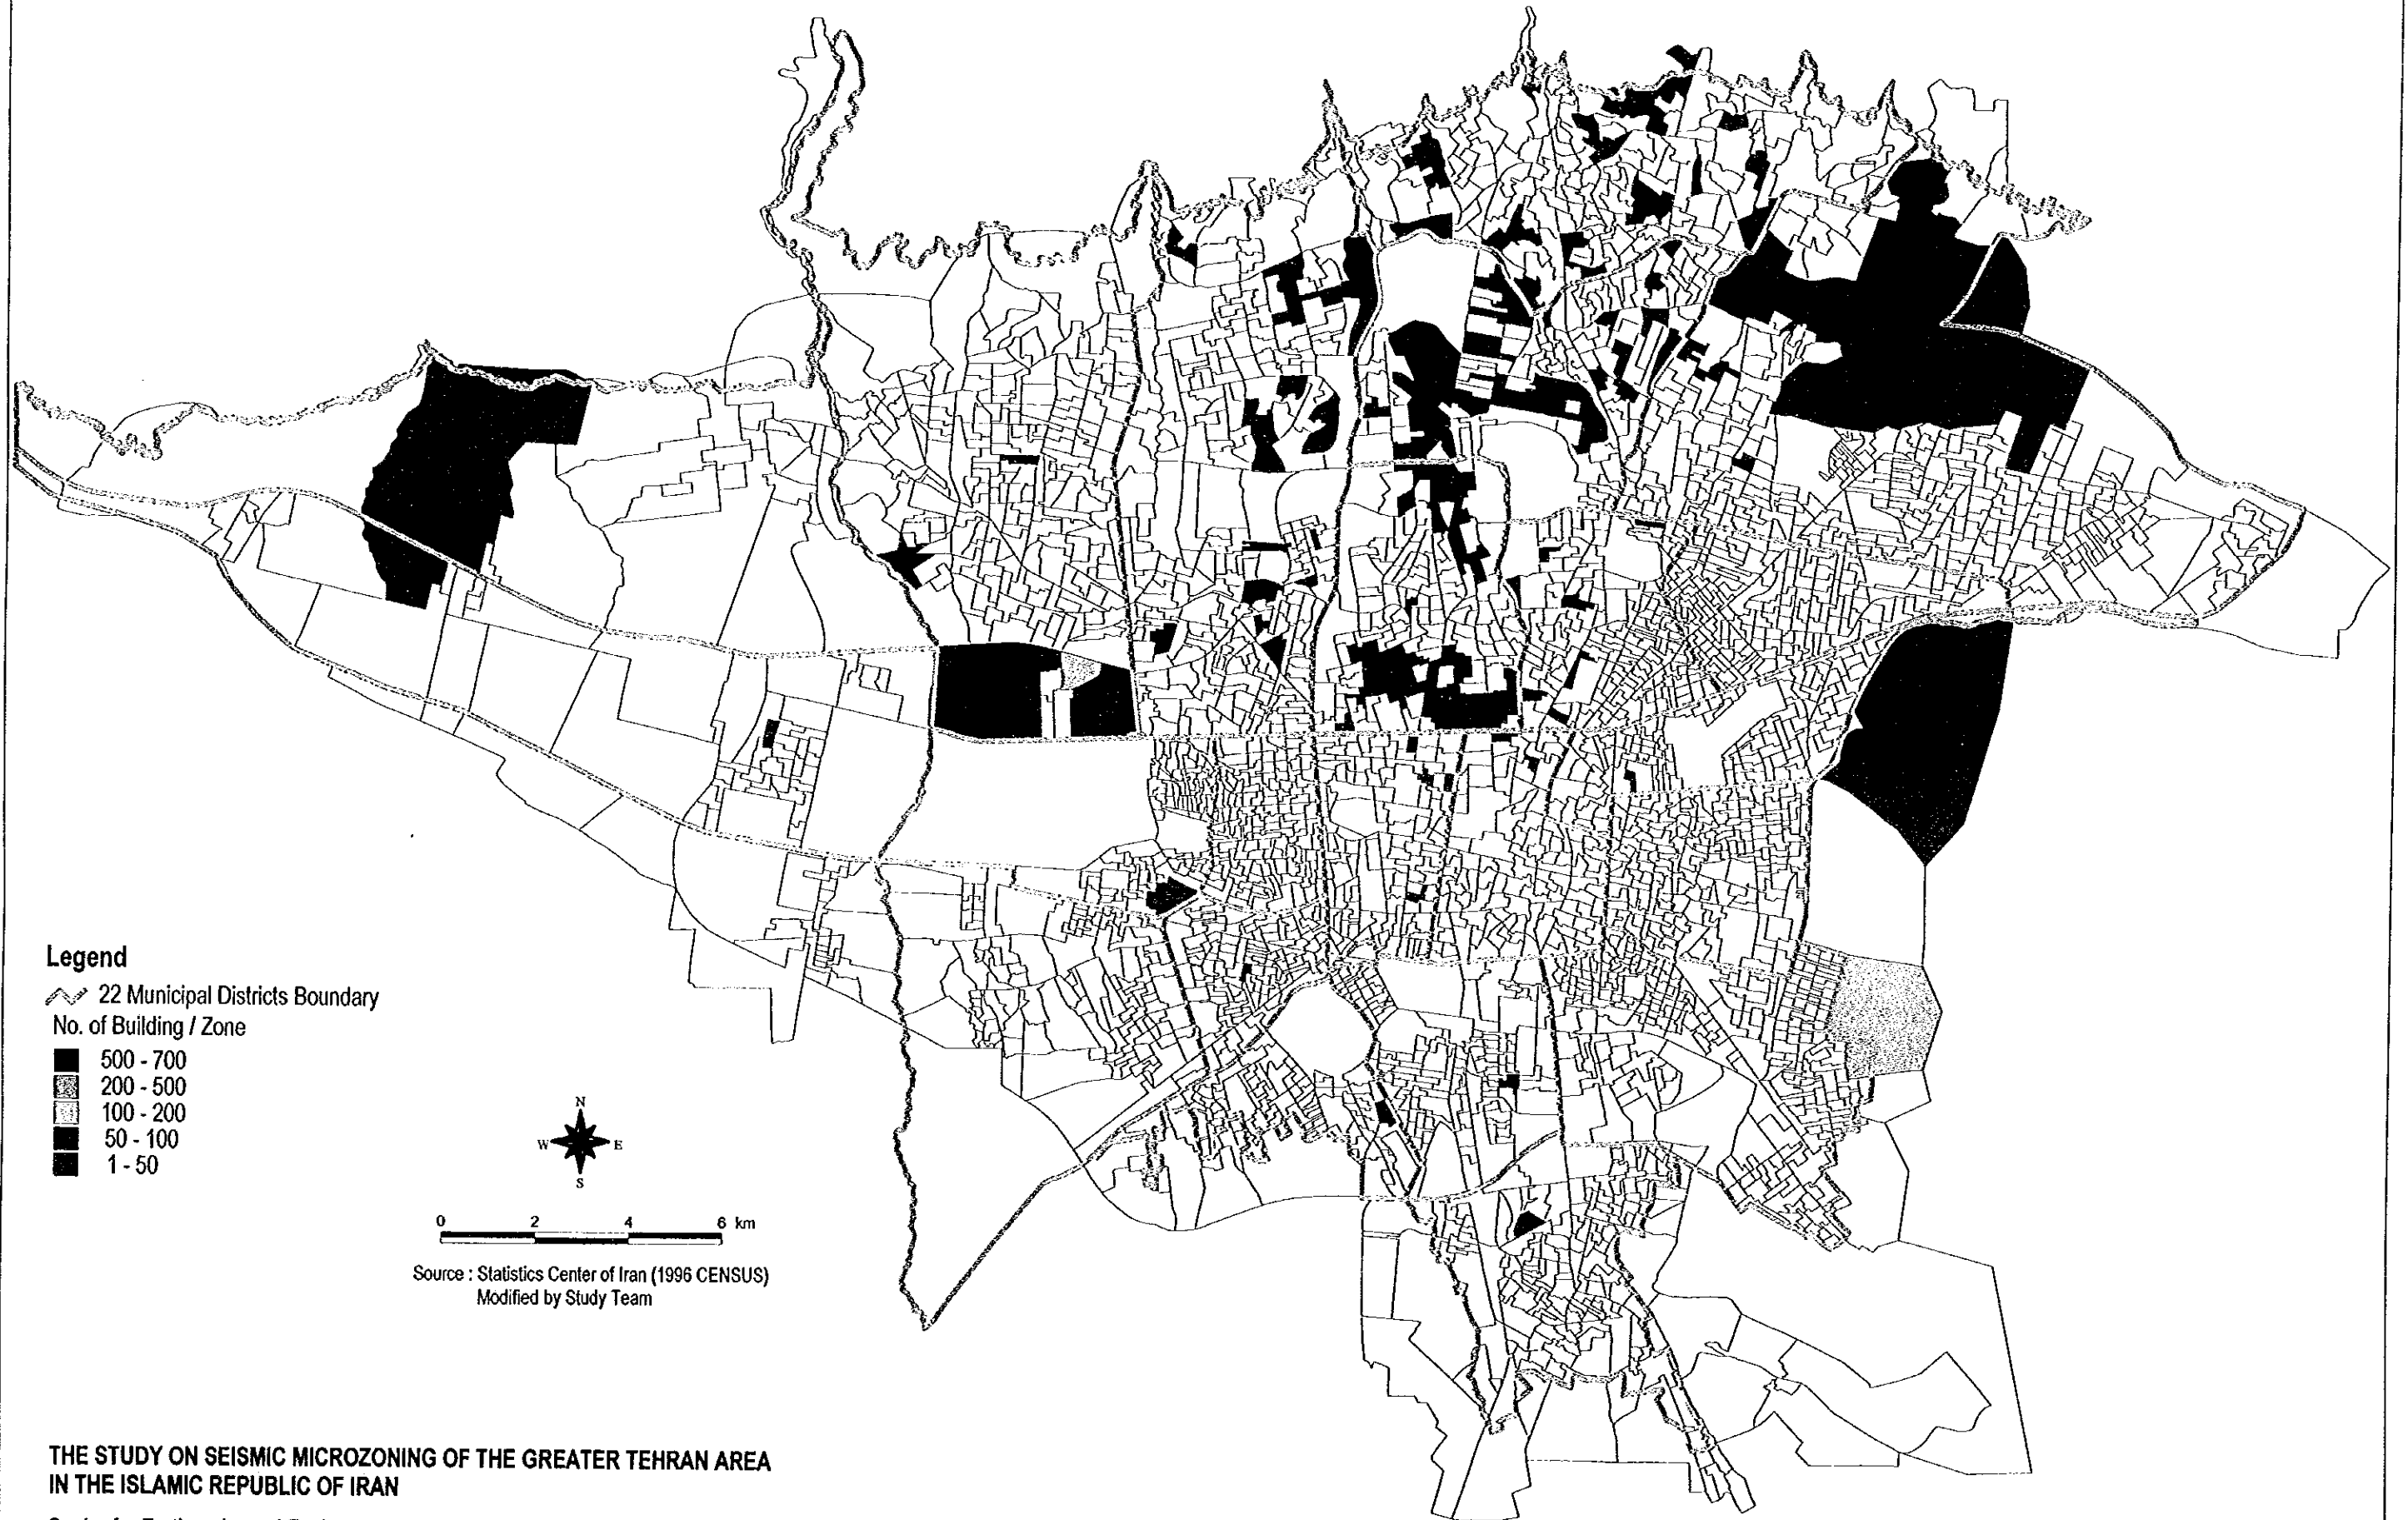 Legend
22 Municipal Districts Boundary
No. of Building / Zone
500 - 700
200 - 500
100 - 200
50 - 100
1 - 50
N
W E
S
0 2 4 6 km
Source : Statistics Center of Iran (1996 CENSUS)
Modified by Study Team
THE STUDY ON SEISMIC MICROZONING OF THE GREATER TEHRAN AREA
IN THE ISLAMIC REPUBLIC OF IRAN